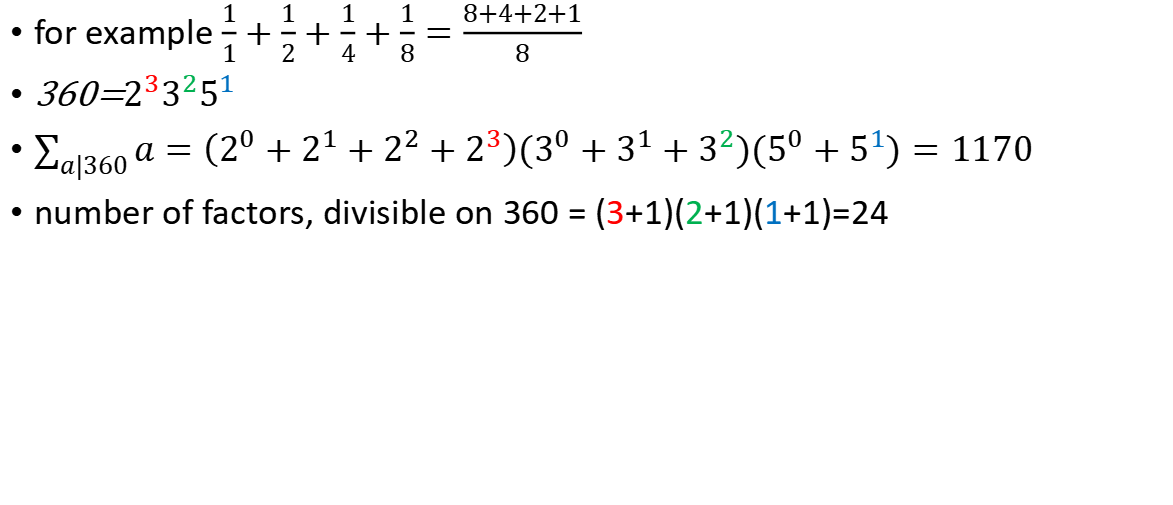 • for example 1/1 + 1/2 + 1/4 + 1/8 = (8+4+2+1)/8
• 360=2³3²5¹
• ∑ₐ|₃₆₀ a = (2⁰ + 2¹ + 2² + 2³)(3⁰ + 3¹ + 3²)(5⁰ + 5¹) = 1170
• number of factors, divisible on 360 = (3+1)(2+1)(1+1)=24